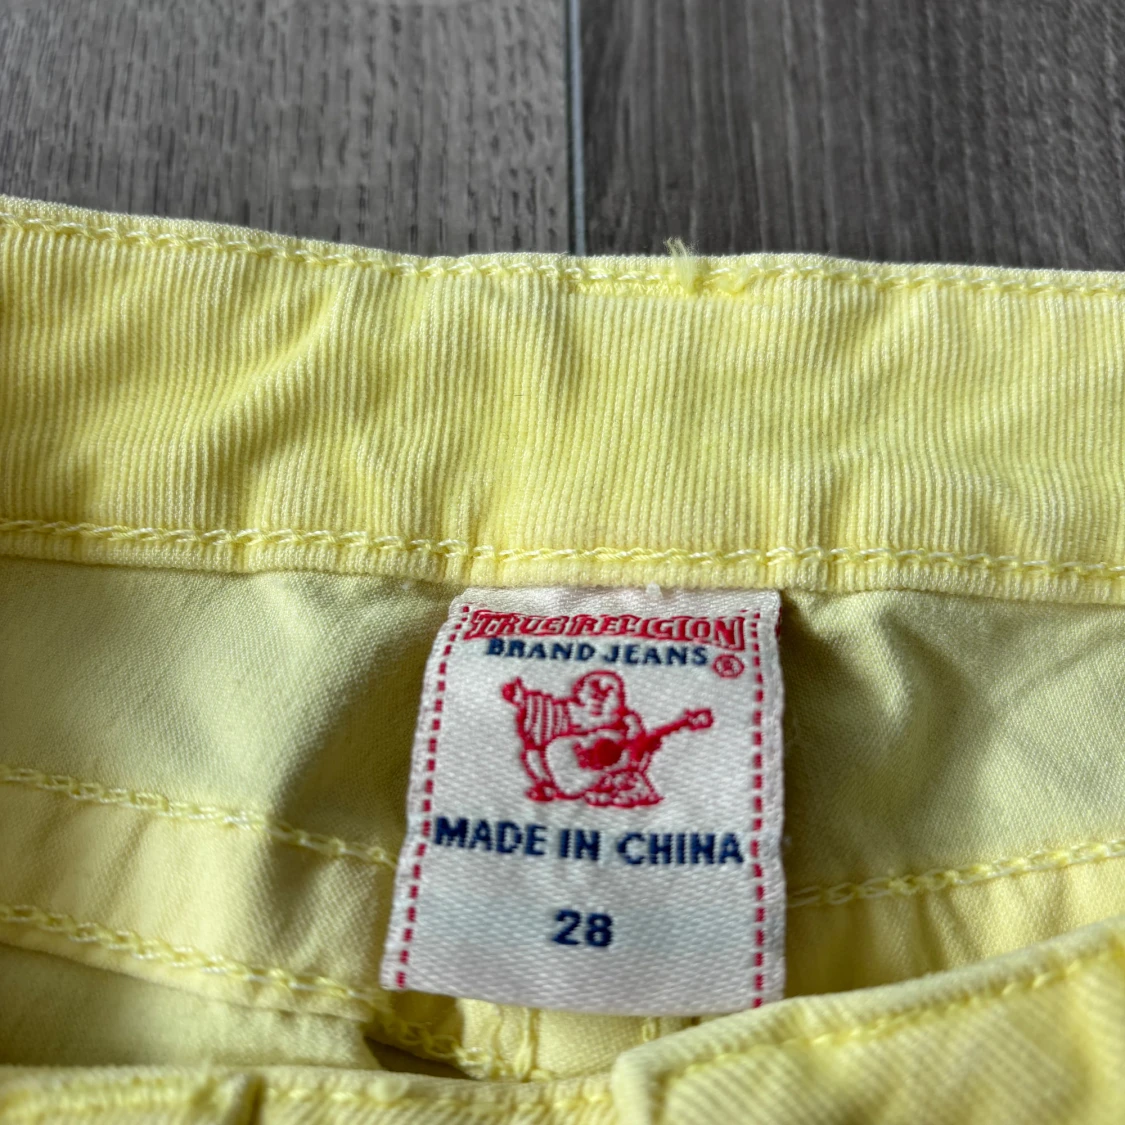 TRUE RELIGION
BRAND JEANS ®
MADE IN CHINA
28